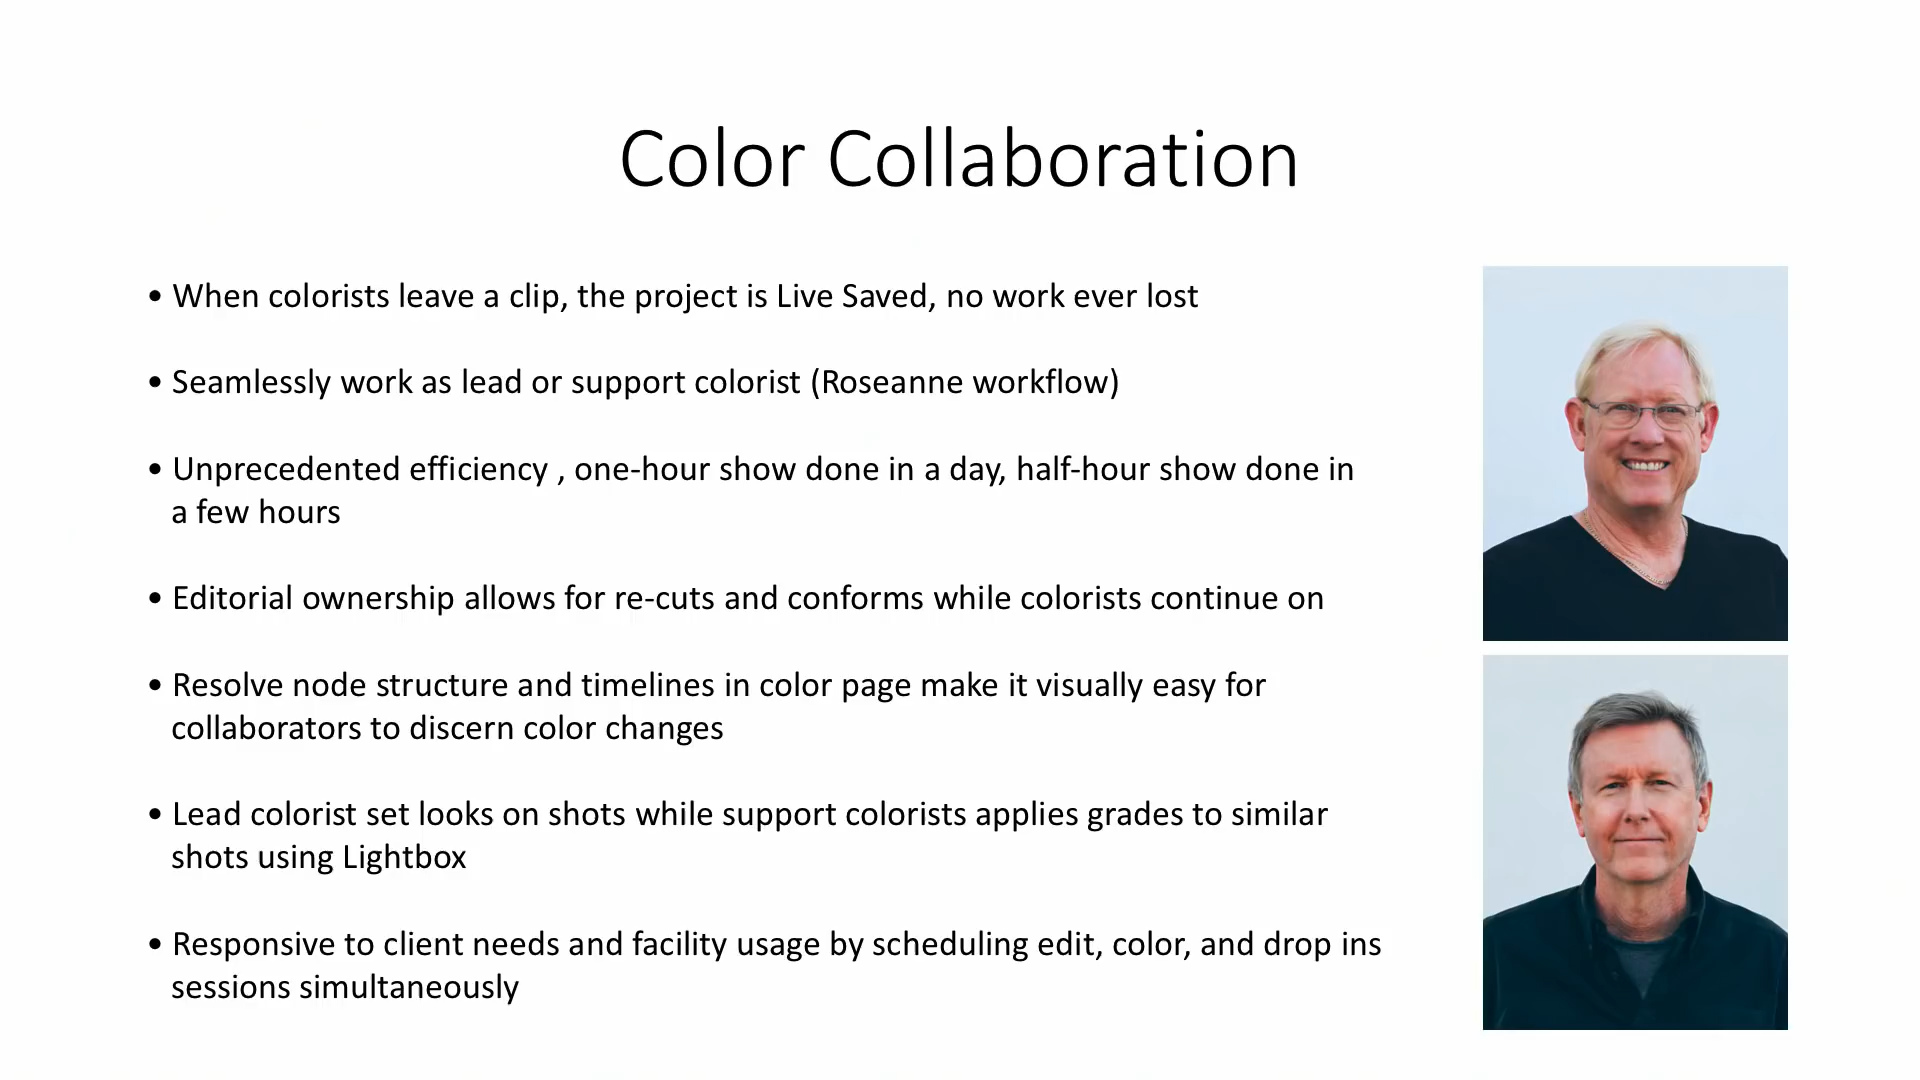 Color Collaboration
• When colorists leave a clip, the project is Live Saved, no work ever lost
• Seamlessly work as lead or support colorist (Roseanne workflow)
• Unprecedented efficiency , one-hour show done in a day, half-hour show done in
a few hours
• Editorial ownership allows for re-cuts and conforms while colorists continue on
• Resolve node structure and timelines in color page make it visually easy for
collaborators to discern color changes
• Lead colorist set looks on shots while support colorists applies grades to similar
shots using Lightbox
• Responsive to client needs and facility usage by scheduling edit, color, and drop ins
sessions simultaneously